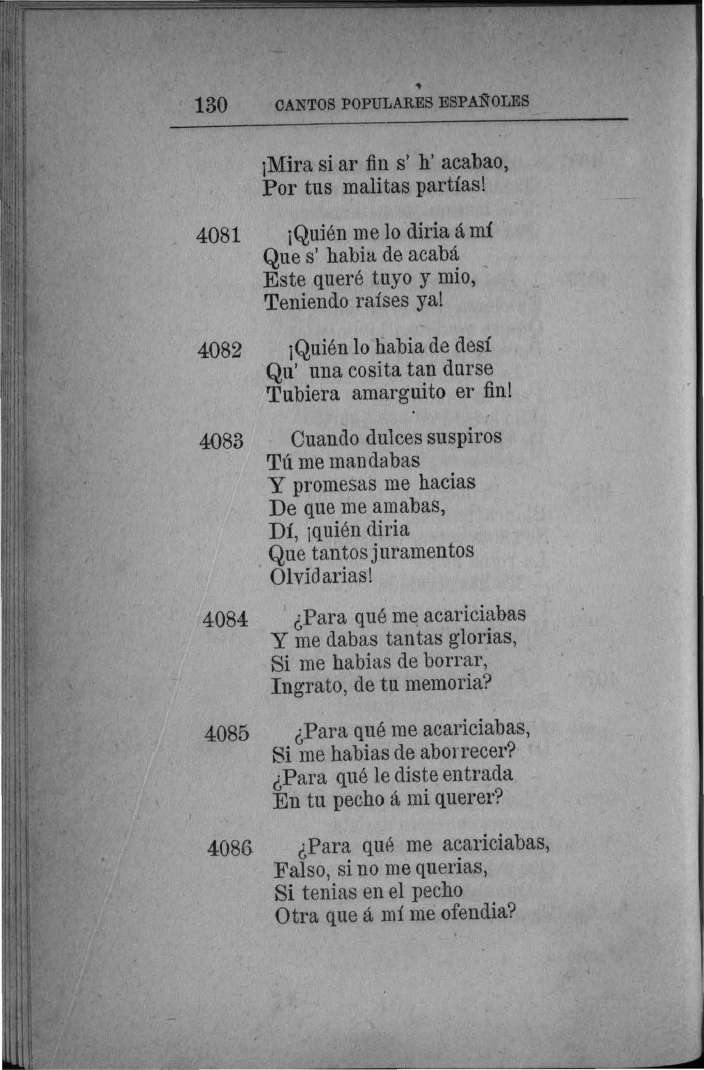 130 CANTOS POPULARES ESPAÑOLES
¡Mira si ar fin s' h' acabao,
Por tus malitas partías!
4081 ¡Quién me lo diria á mí
Que s' habia de acabá
Este queré tuyo y mio,
Teniendo raíses ya!
4082 ¡Quién lo habia de desí
Qu' una cosita tan durse
Tubiera amarguito er fin!
4083 Cuando dulces suspiros
Tú me mandabas
Y promesas me hacias
De que me amabas,
Dí, ¡quién diria
Que tantos juramentos
Olvidarias!
4084 ¿Para qué me acariciabas
Y me dabas tantas glorias,
Si me habias de borrar,
Ingrato, de tu memoria?
4085 ¿Para qué me acariciabas,
Si me habias de aborrecer?
¿Para qué le diste entrada
En tu pecho á mi querer?
4086 ¿Para qué me acariciabas,
Falso, si no me querias,
Si tenias en el pecho
Otra que á mí me ofendia?